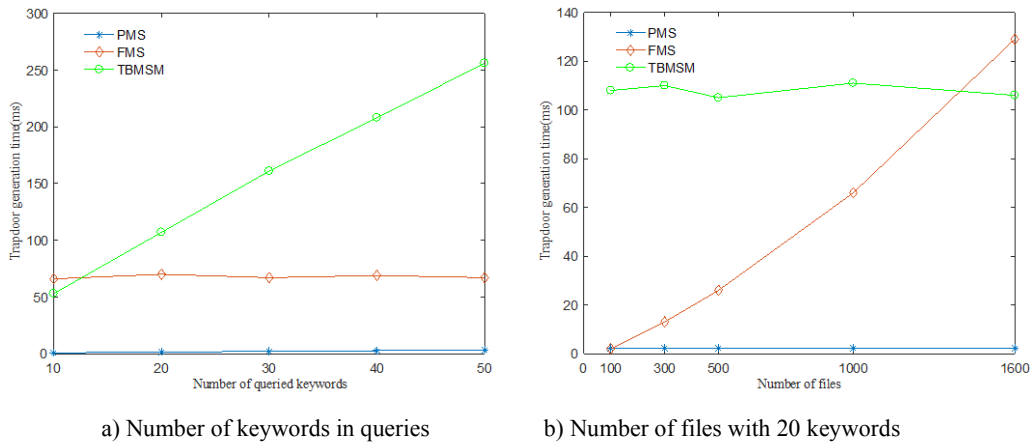 300
250
200
150
100
50
0
Trapdoor generation time(ms)
PMS
FMS
TBMSM
10 20 30 40 50
Number of queried keywords
a) Number of keywords in queries
140
120
100
80
60
40
20
0
Trapdoor generation time(ms)
PMS
FMS
TBMSM
0 100 300 500 1000 1600
Number of files
b) Number of files with 20 keywords